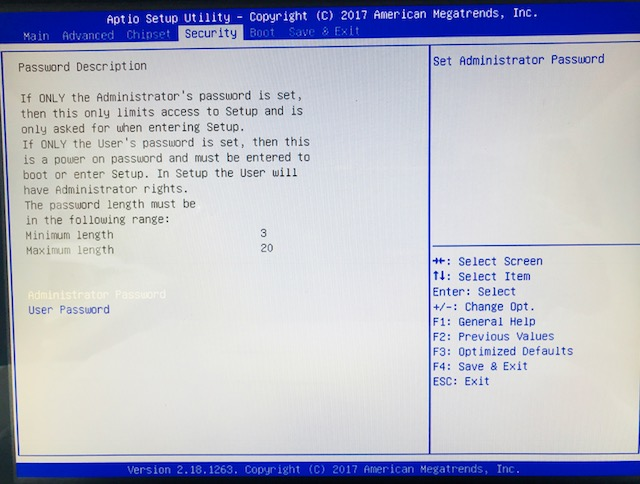 Aptio Setup Utility – Copyright (C) 2017 American Megatrends, Inc.
Main Advanced Chipset Security Boot Save & Exit
Password Description
If ONLY the Administrator's password is set,
then this only limits access to Setup and is
only asked for when entering Setup.
If ONLY the User's password is set, then this
is a power on password and must be entered to
boot or enter Setup. In Setup the User will
have Administrator rights.
The password length must be
in the following range:
Minimum length 3
Maximum length 20
Administrator Password
User Password
Set Administrator Password
→←: Select Screen
↑↓: Select Item
Enter: Select
+/-: Change Opt.
F1: General Help
F2: Previous Values
F3: Optimized Defaults
F4: Save & Exit
ESC: Exit
Version 2.18.1263. Copyright (C) 2017 American Megatrends, Inc.